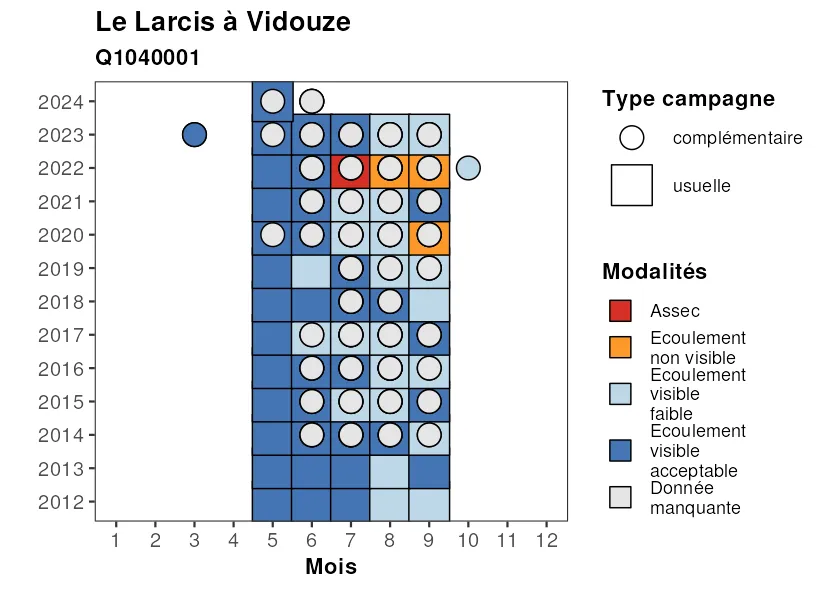 Le Larcis à Vidouze
Q1040001
2024
2023
2022
2021
2020
2019
2018
2017
2016
2015
2014
2013
2012
1 2 3 4 5 6 7 8 9 10 11 12
Mois
Type campagne
complémentaire
usuelle
Modalités
Assec
Ecoulement
non visible
Ecoulement
visible
faible
Ecoulement
visible
acceptable
Donnée
manquante